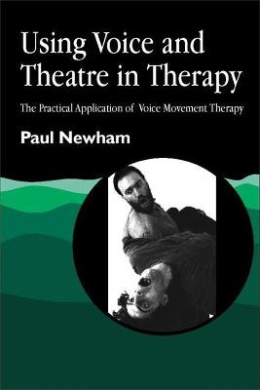 Using Voice and
Theatre in Therapy
The Practical Application of Voice Movement Therapy
Paul Newham